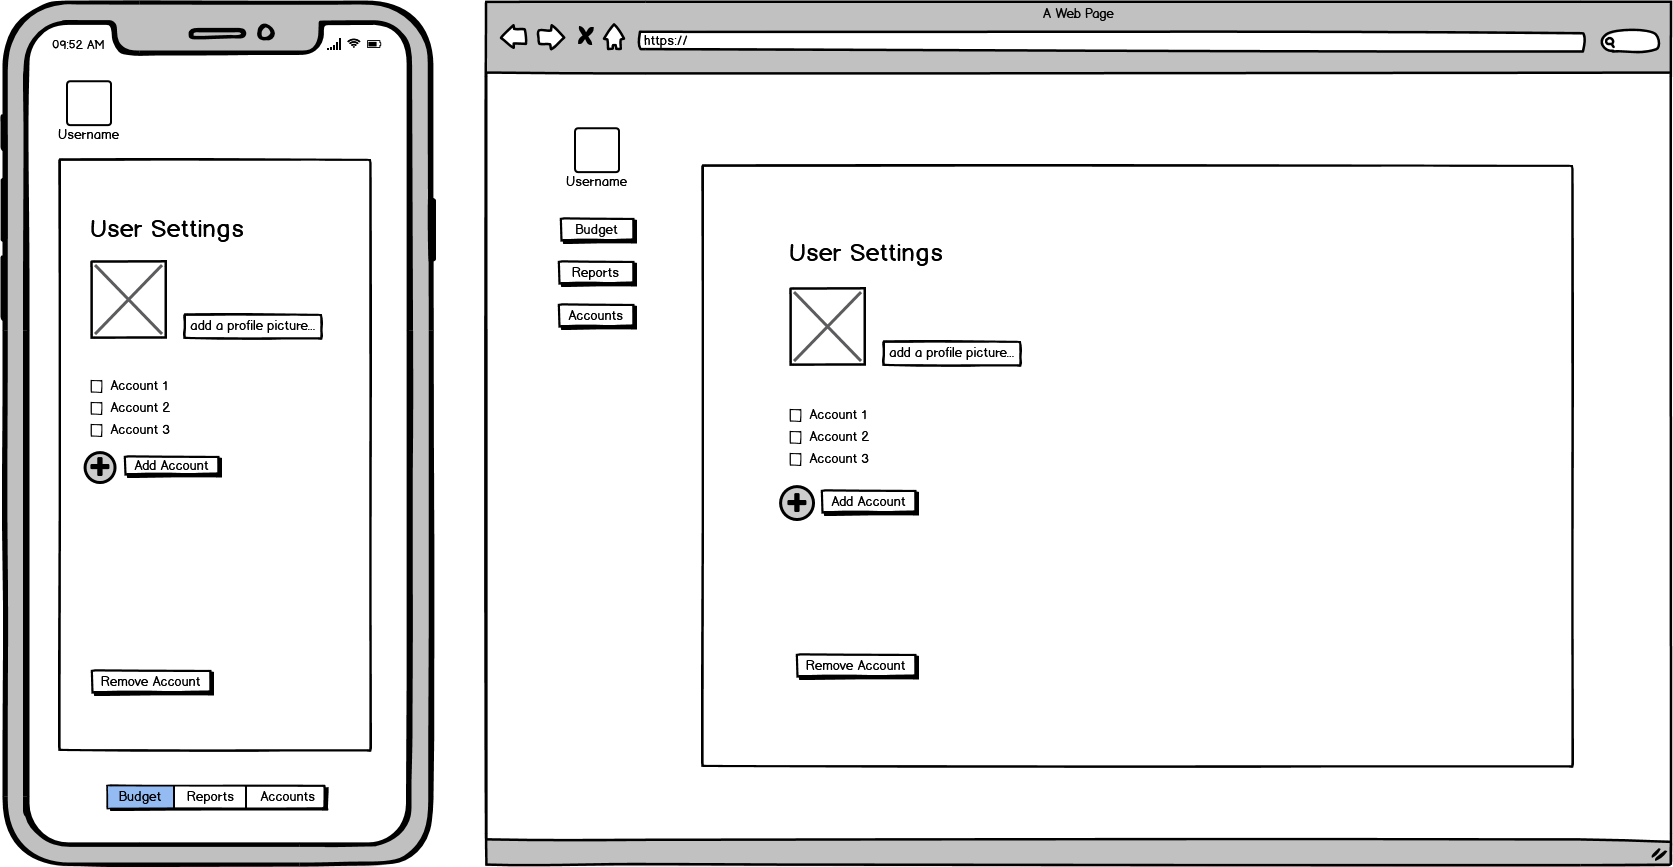 09:52 AM
Username
User Settings
add a profile picture...
Account 1
Account 2
Account 3
Add Account
Remove Account
Budget Reports Accounts
A Web Page
https://
Username
Budget
Reports
Accounts
User Settings
add a profile picture...
Account 1
Account 2
Account 3
Add Account
Remove Account